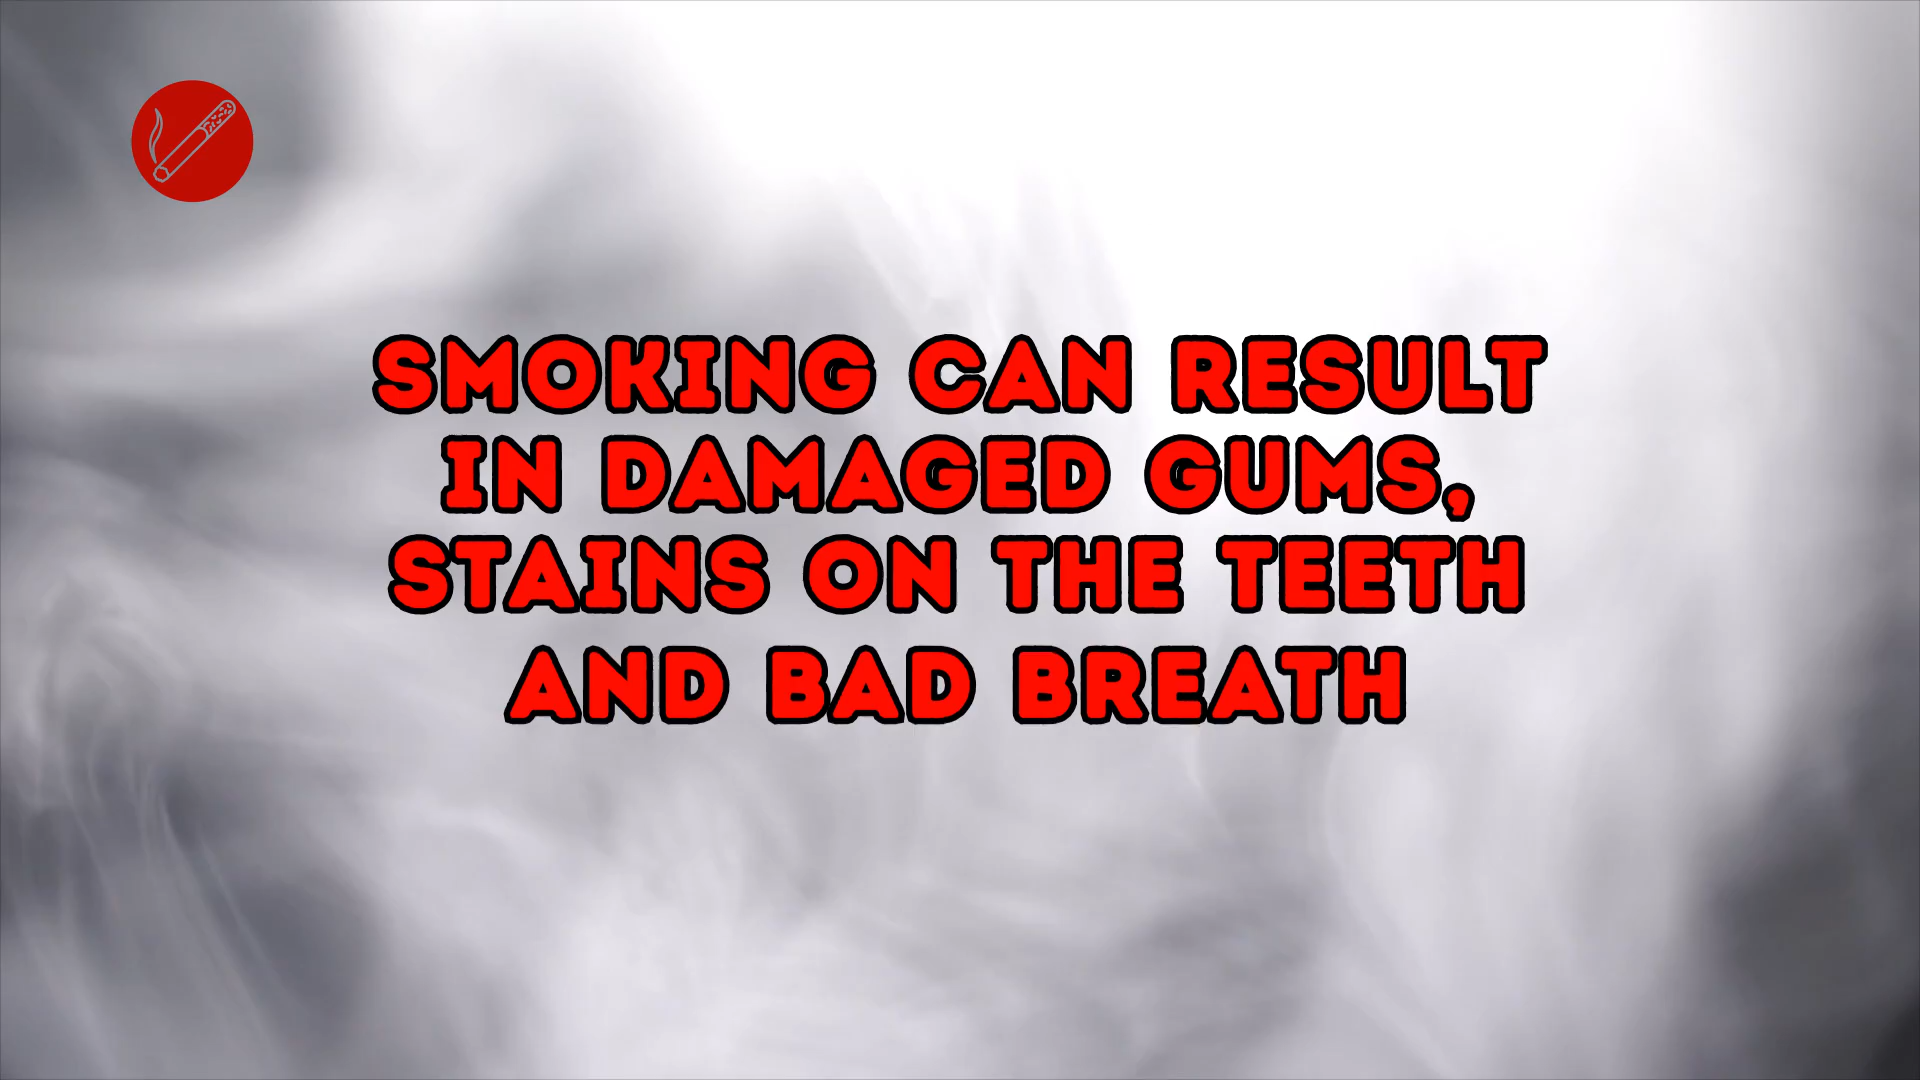 SMOKING CAN RESULT
IN DAMAGED GUMS,
STAINS ON THE TEETH
AND BAD BREATH